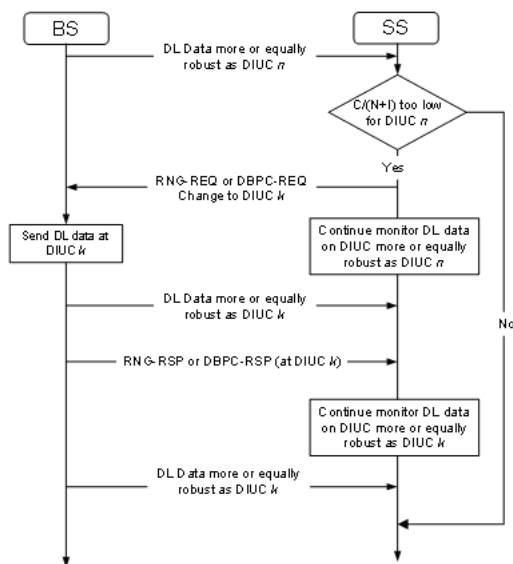 BS
SS
DL Data more or equally
robust as DIUC n
C/(N+I) too low
for DIUC n
Yes
RNG-REQ or DBPC-REQ
Change to DIUC k
Send DL data at
DIUC k
Continue monitor DL data
on DIUC more or equally
robust as DIUC n
DL Data more or equally
robust as DIUC k
No
RNG-RSP or DBPC-RSP (at DIUC k)
Continue monitor DL data
on DIUC more or equally
robust as DIUC k
DL Data more or equally
robust as DIUC k